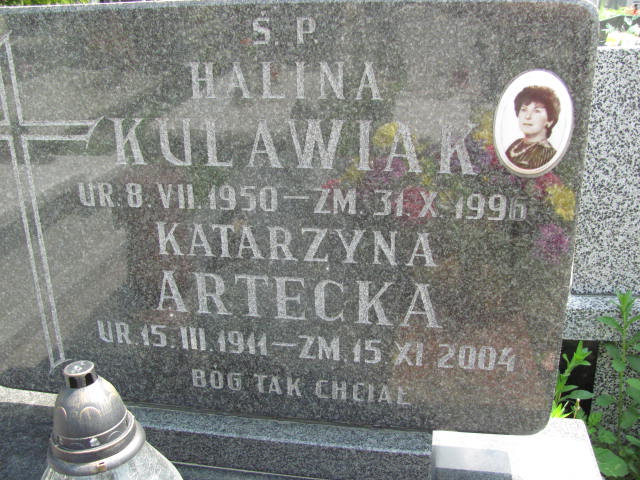 Ś.P.
HALINA
KULAWIAK
UR. 8. VII. 1950 – ZM. 31. X. 1996
KATARZYNA
ARTECKA
UR. 15. III. 1911 – ZM. 15 XI 2004
BÓG TAK CHCIAŁ